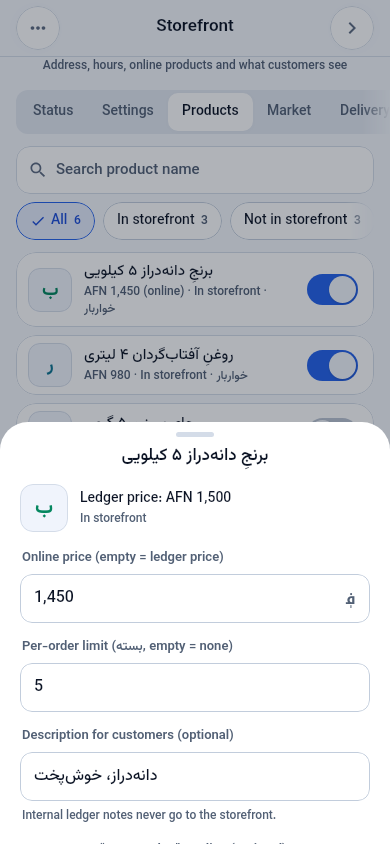 Storefront
Address, hours, online products and what customers see
Status Settings Products Market Delivery
Search product name
All 6 In storefront 3 Not in storefront 3
برنجِ دانه‌دراز ۵ کیلویی
ب
AFN 1,450 (online) · In storefront ·
خواربار
روغنِ آفتاب‌گردان ۴ لیتری
ر
AFN 980 · In storefront · خواربار
برنجِ دانه‌دراز ۵ کیلویی
ب
Ledger price: AFN 1,500
In storefront
Online price (empty = ledger price)
1,450 ؋
Per-order limit (بسته, empty = none)
5
Description for customers (optional)
دانه‌دراز، خوش‌پخت
Internal ledger notes never go to the storefront.